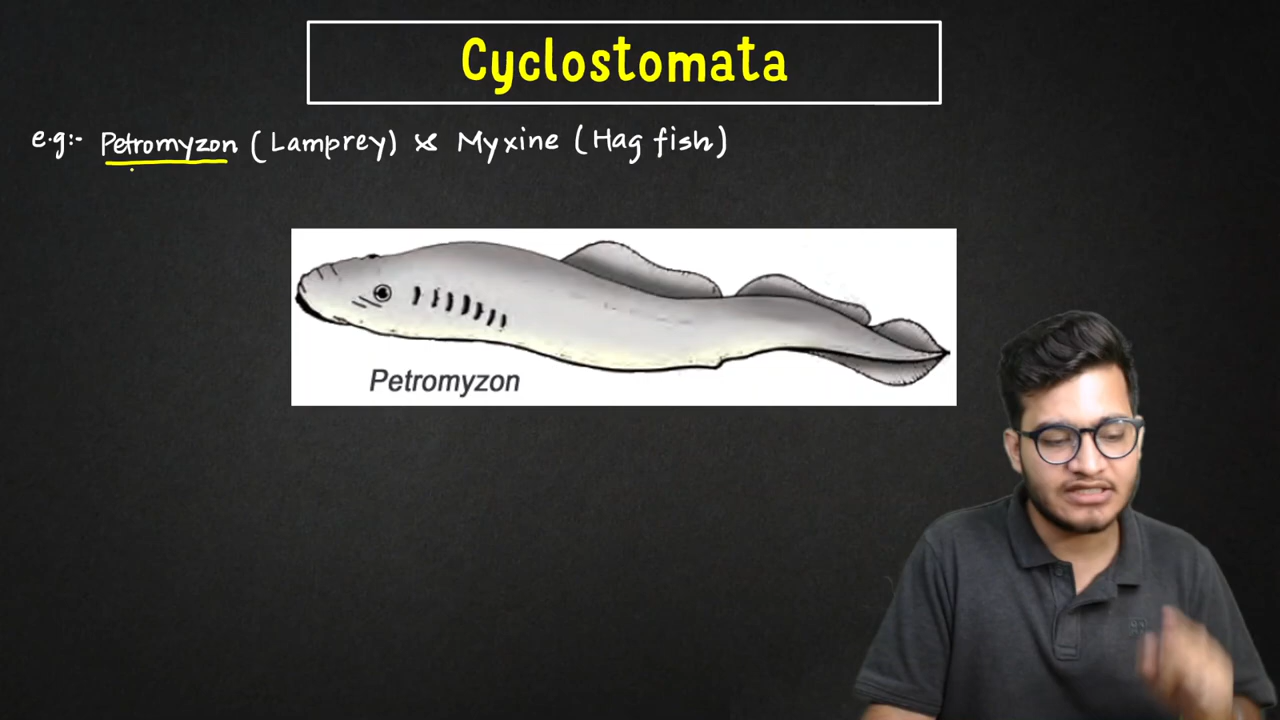 Cyclostomata
e.g:- Petromyzon (Lamprey) & Myxine (Hag fish)
Petromyzon